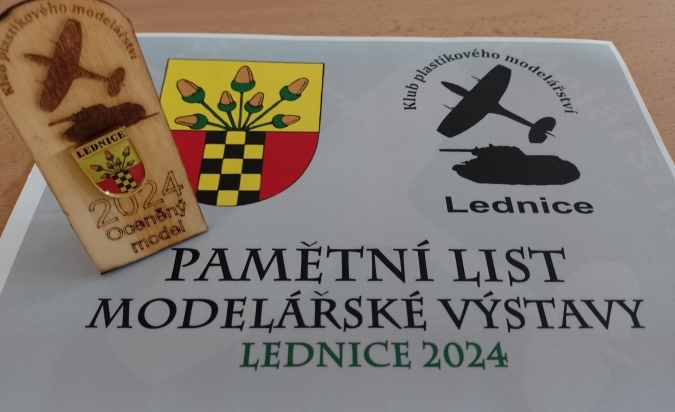 Klub plastikového modelářství
LEDNICE
2024
Oceněný
model
Klub plastikového modelářství
Lednice
PAMĚTNÍ LIST
MODELÁŘSKÉ VÝSTAVY
LEDNICE 2024